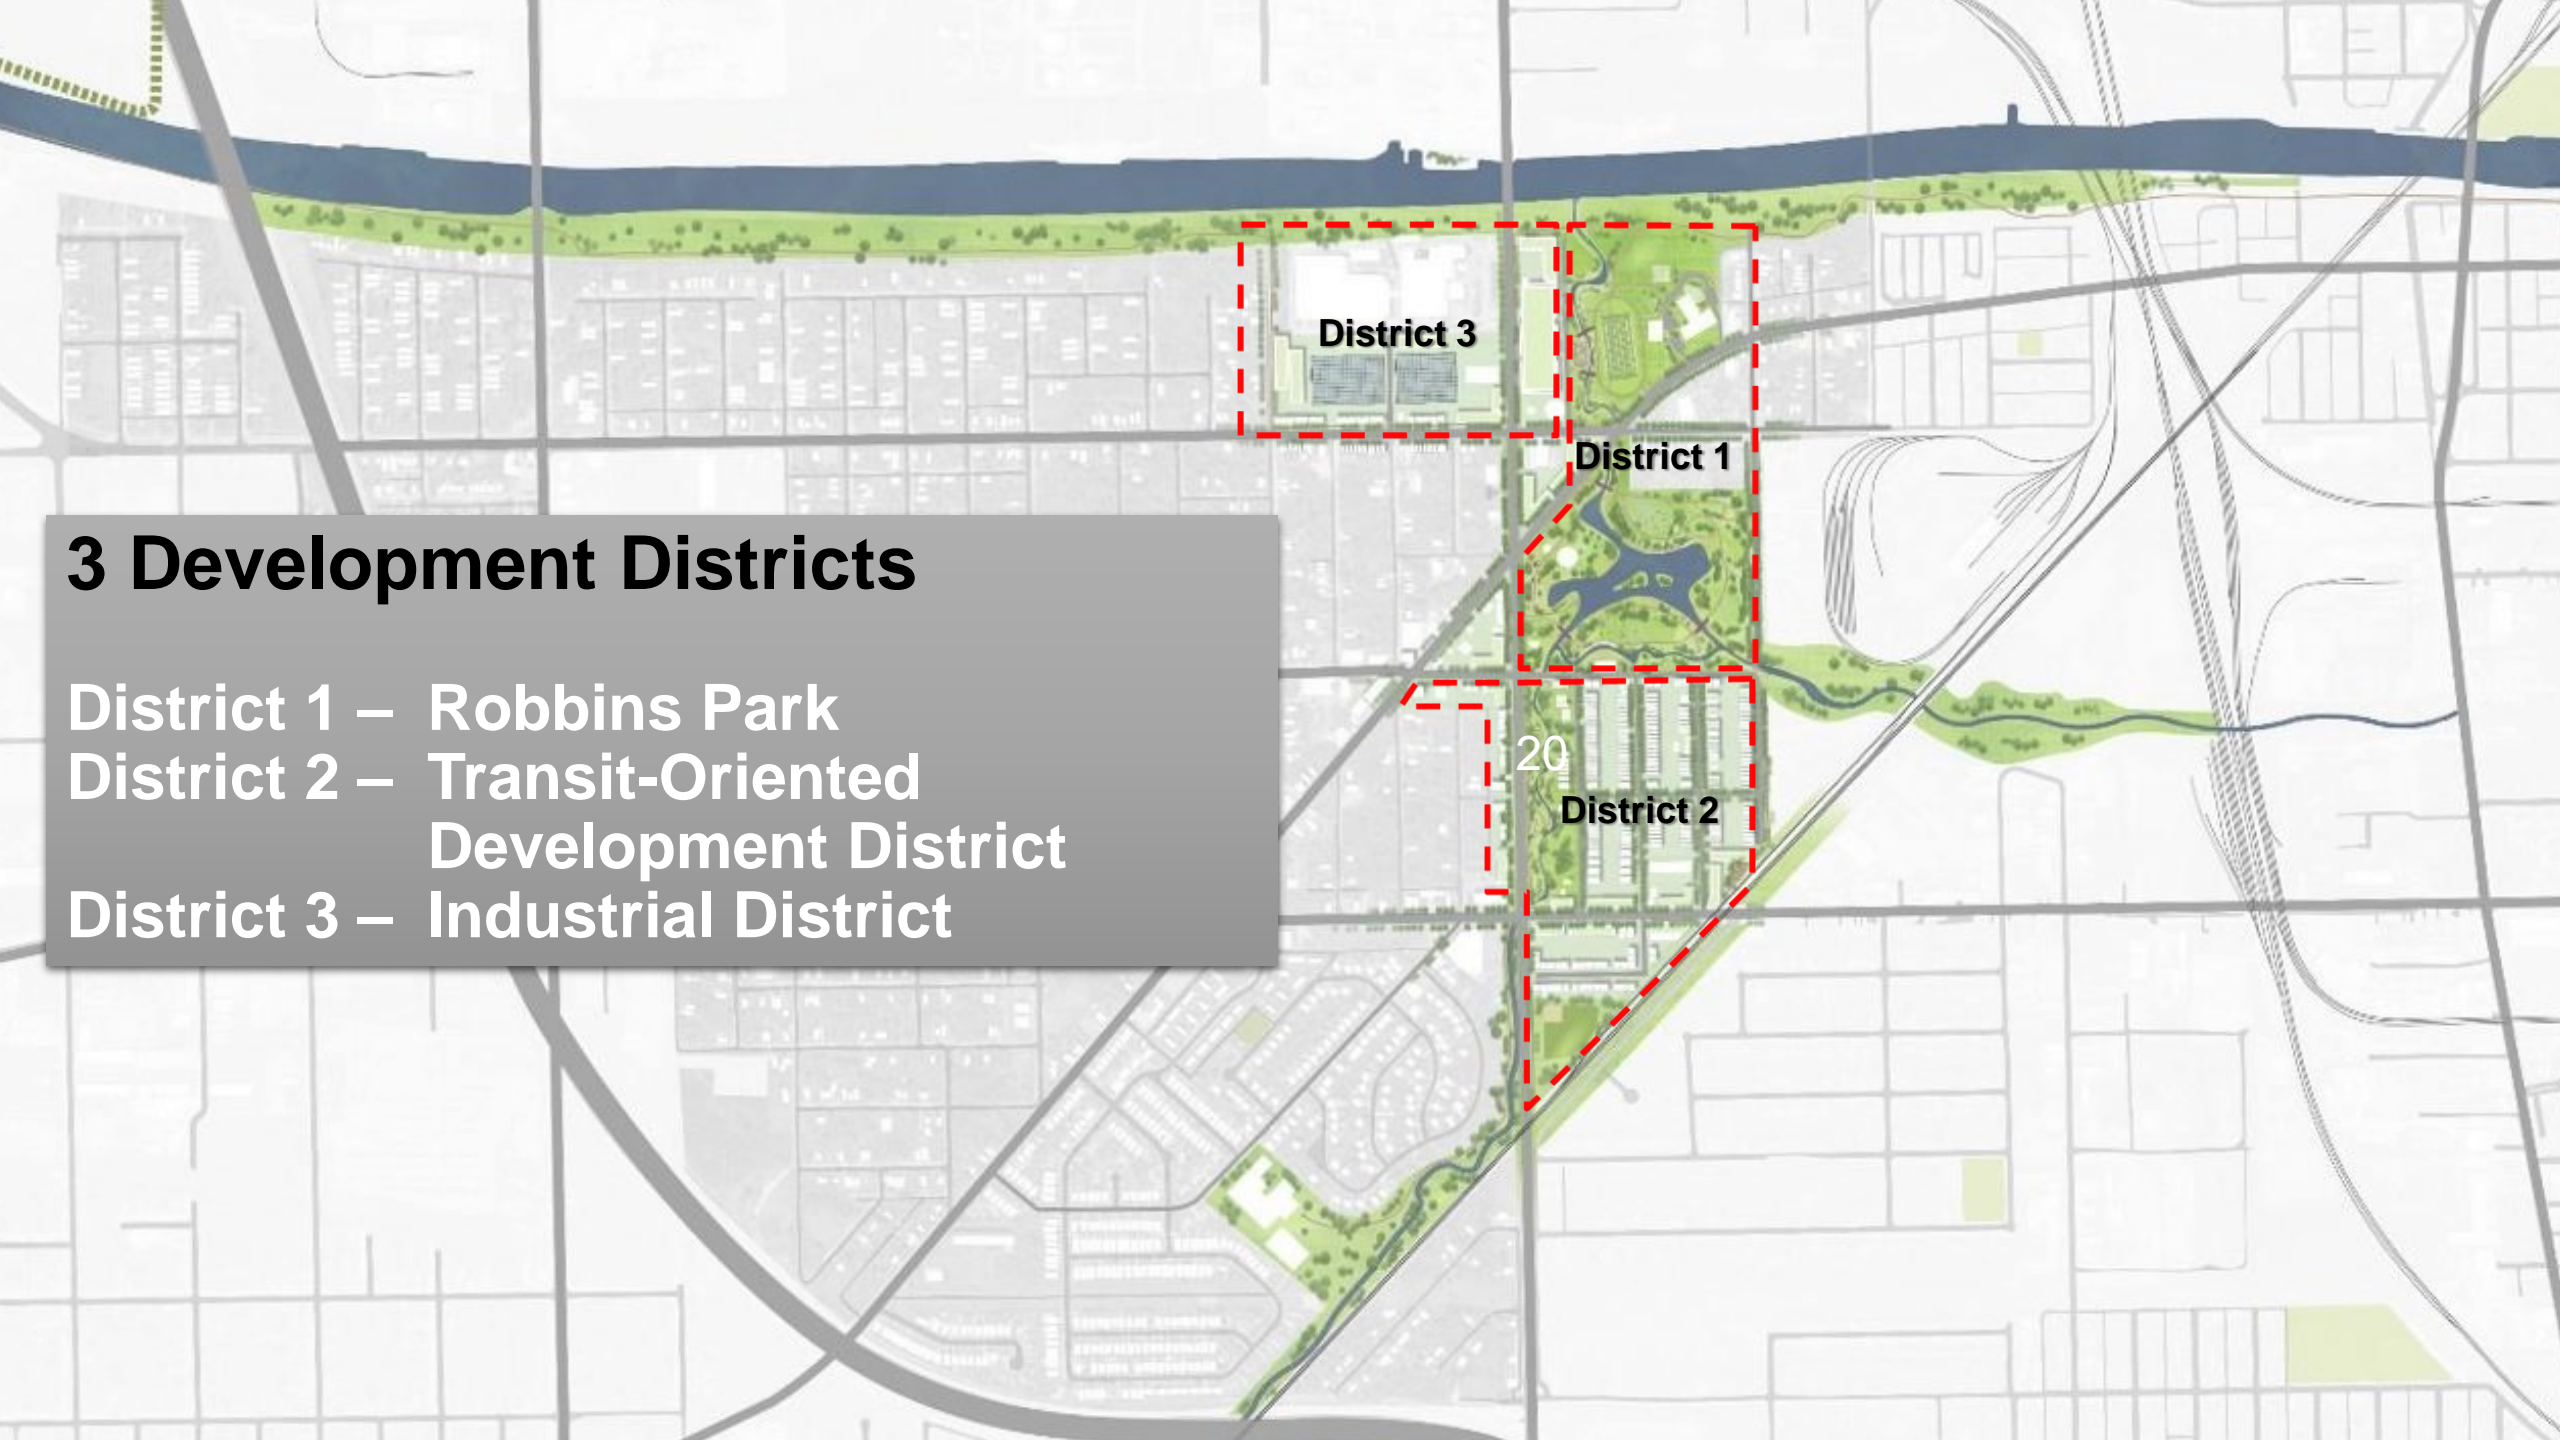 District 3
District 1
3 Development Districts
District 1 – Robbins Park
District 2 – Transit-Oriented
Development District
District 3 – Industrial District
20
District 2